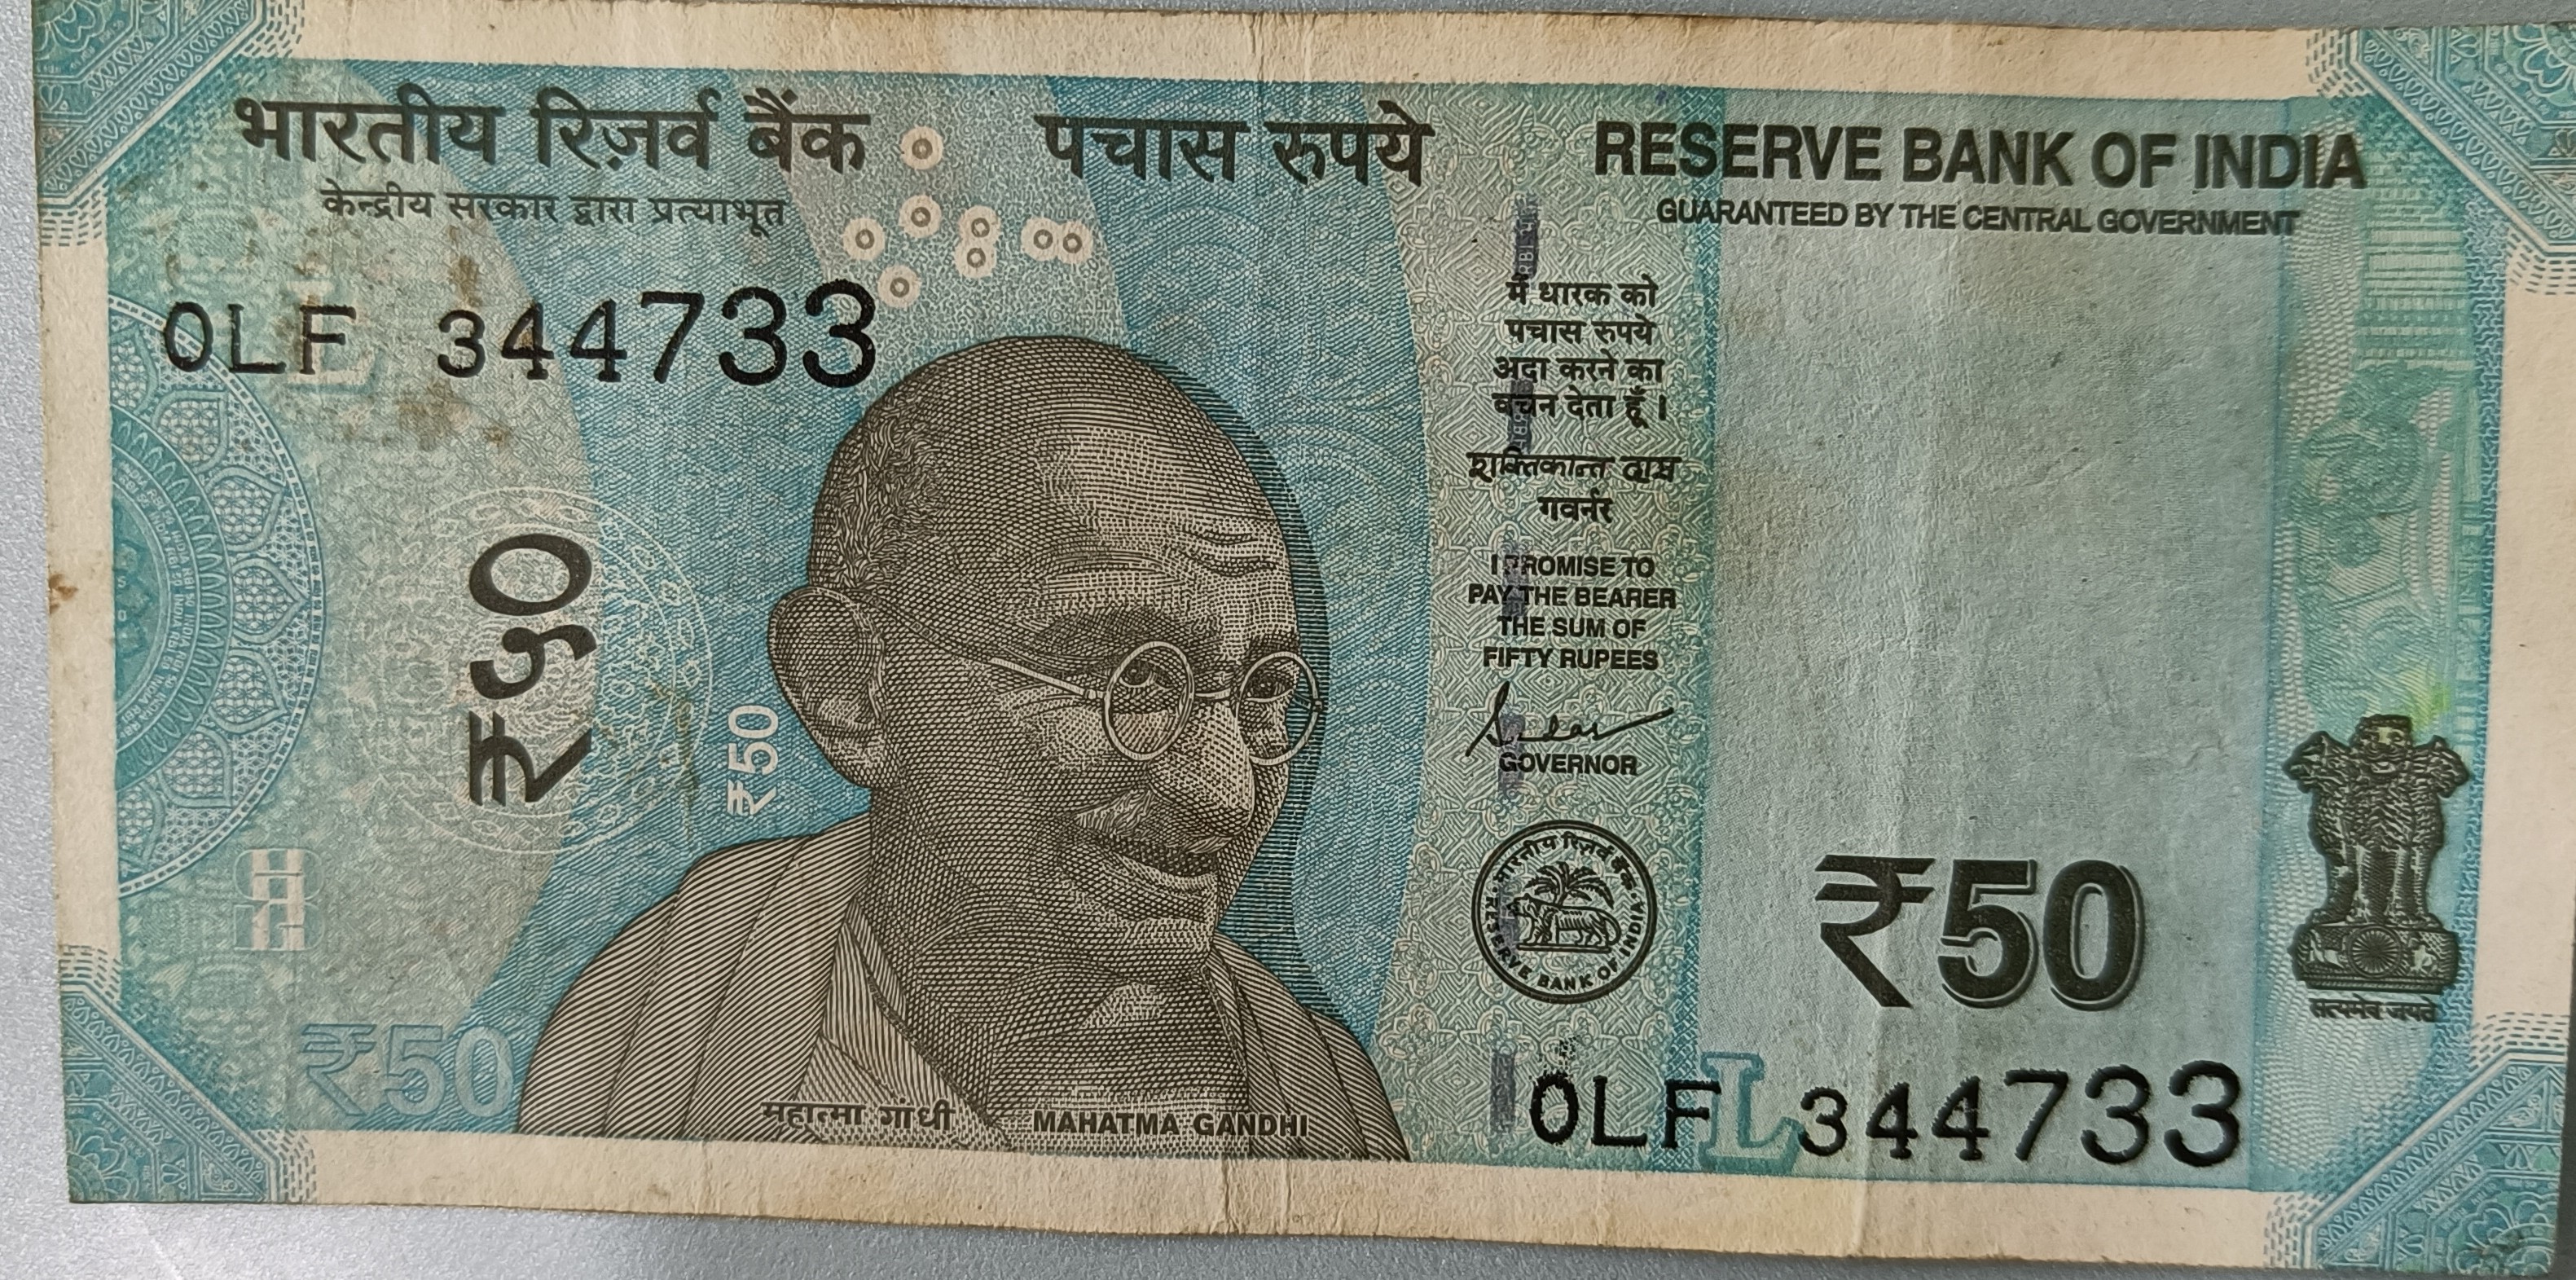 भारतीय रिज़र्व बैंक
केन्द्रीय सरकार द्वारा प्रत्याभूत
पचास रुपये
RESERVE BANK OF INDIA
GUARANTEED BY THE CENTRAL GOVERNMENT
0LF 344733
L
मैं धारक को
पचास रुपये
अदा करने का
वचन देता हूँ ।
शक्तिकान्त दास
गवर्नर
I PROMISE TO
PAY THE BEARER
THE SUM OF
FIFTY RUPEES
GOVERNOR
₹५०
₹50
भारतीय रिज़र्व बैंक
RESERVE BANK OF INDIA
₹50
सत्यमेव जयते
₹50
महात्मा गांधी
MAHATMA GANDHI
0LF 344733
L